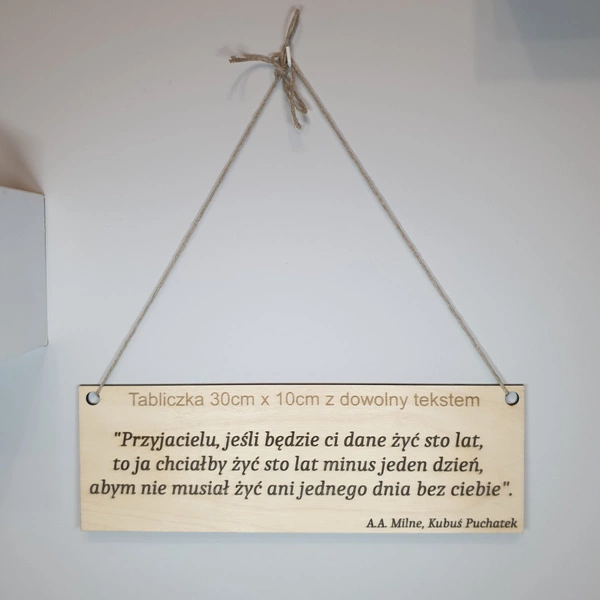 Tabliczka 30cm x 10cm z dowolny tekstem
"Przyjacielu, jeśli będzie ci dane żyć sto lat,
to ja chciałby żyć sto lat minus jeden dzień,
abym nie musiał żyć ani jednego dnia bez ciebie".
A.A. Milne, Kubuś Puchatek